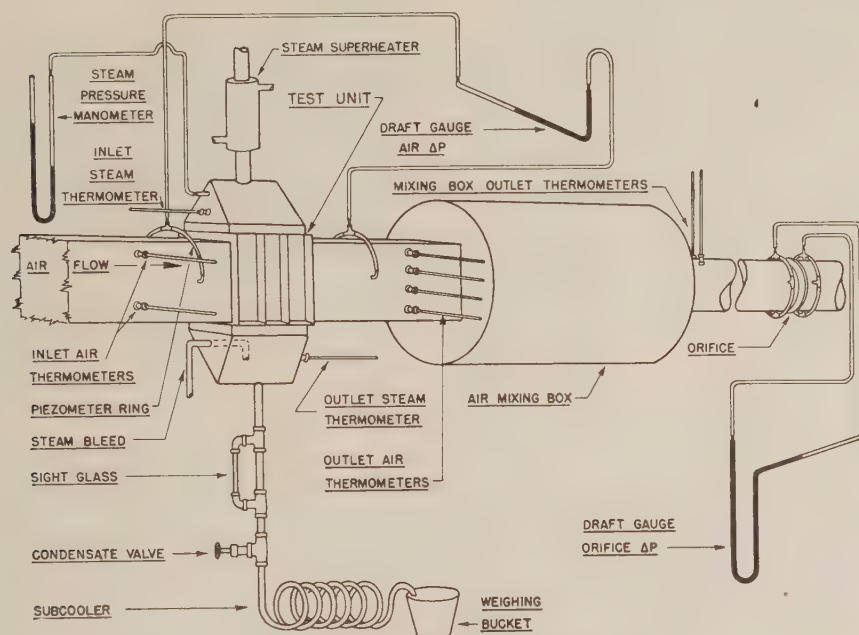 STEAM SUPERHEATER
STEAM
PRESSURE
MANOMETER
TEST UNIT
DRAFT GAUGE
AIR ΔP
INLET
STEAM
THERMOMETER
MIXING BOX OUTLET THERMOMETERS
AIR FLOW
ORIFICE
INLET AIR
THERMOMETERS
PIEZOMETER RING
STEAM BLEED
OUTLET STEAM
THERMOMETER
AIR MIXING BOX
OUTLET AIR
THERMOMETERS
SIGHT GLASS
DRAFT GAUGE
ORIFICE ΔP
CONDENSATE VALVE
SUBCOOLER
WEIGHING
BUCKET